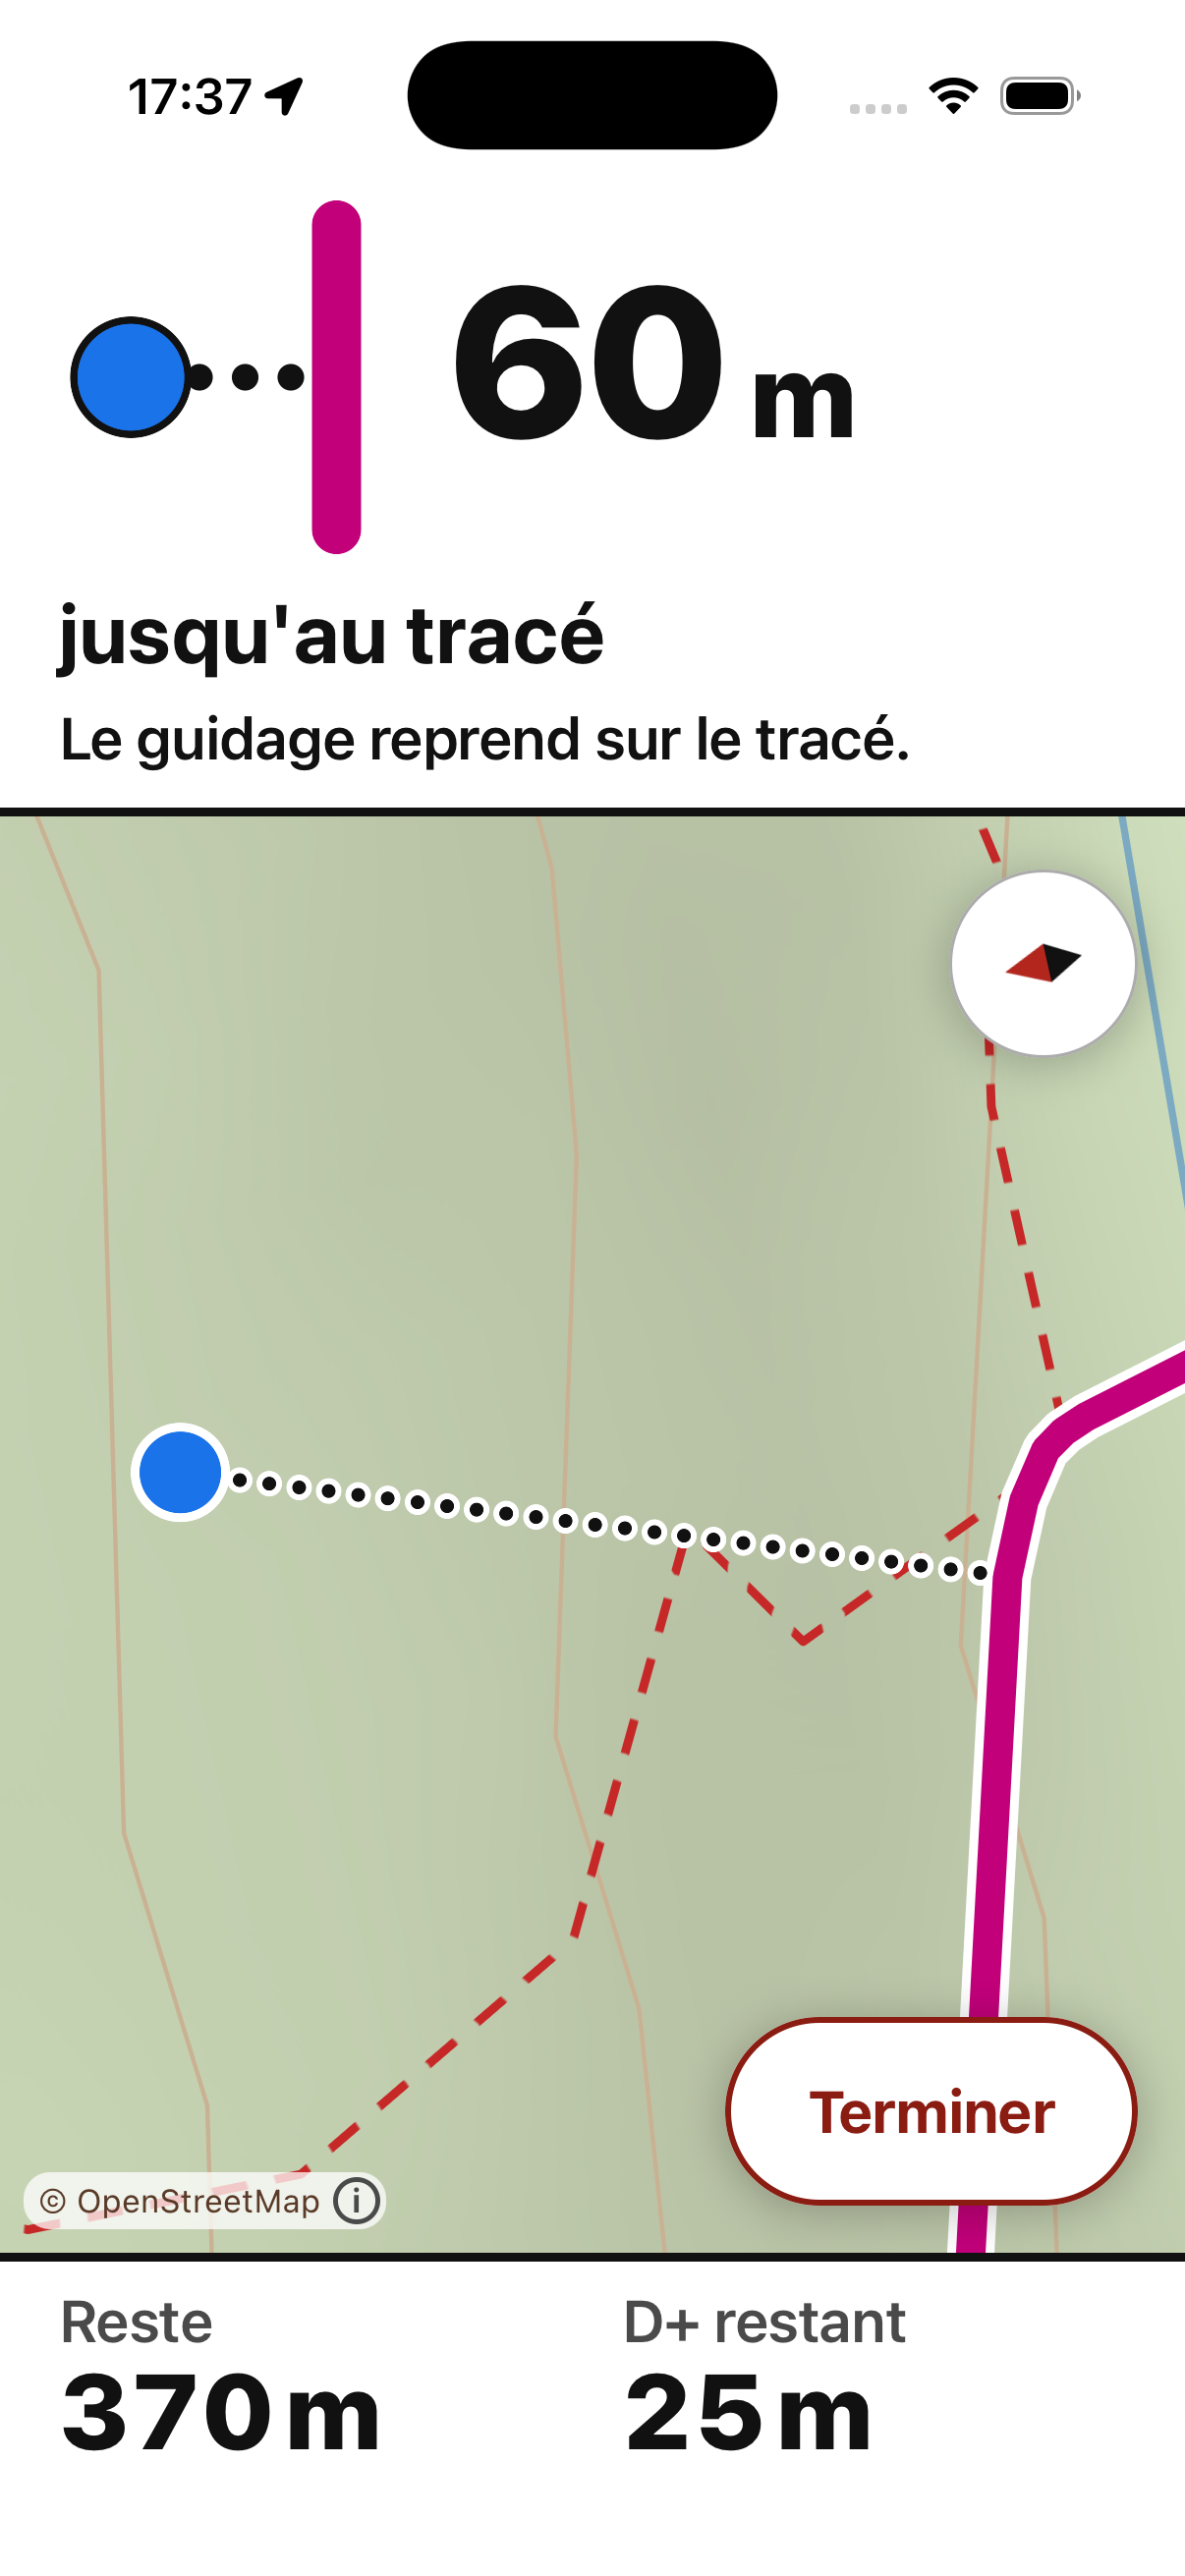 17:37
60 m
jusqu'au tracé
Le guidage reprend sur le tracé.
Terminer
© OpenStreetMap i
Reste
370 m
D+ restant
25 m